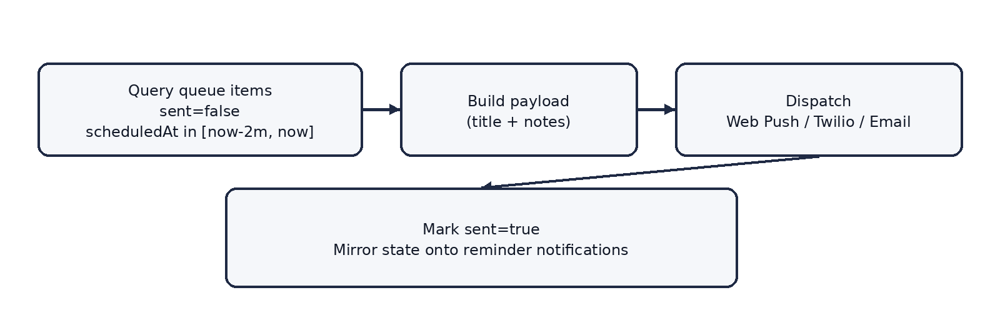 Query queue items
sent=false
scheduledAt in [now-2m, now]
Build payload
(title + notes)
Dispatch
Web Push / Twilio / Email
Mark sent=true
Mirror state onto reminder notifications